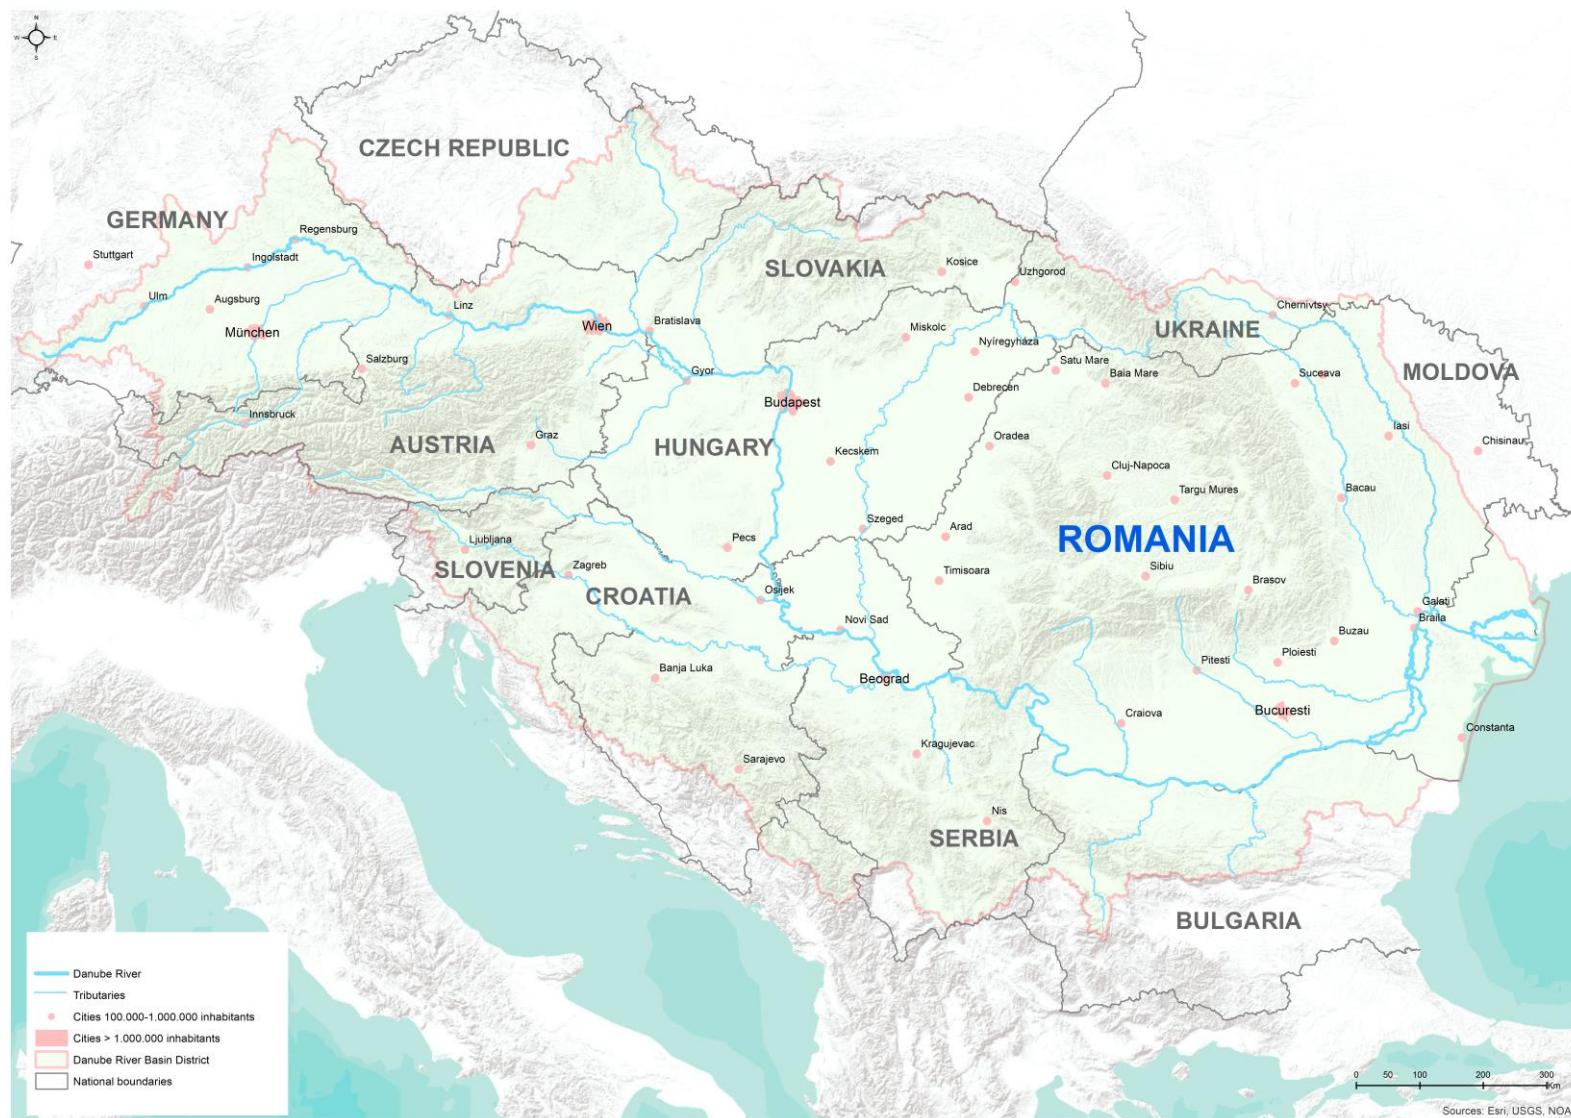 N
W
E
S
CZECH REPUBLIC
GERMANY
Regensburg
Stuttgart
Ingolstadt
SLOVAKIA
Kosice
Uzhgorod
Ulm
Augsburg
Linz
Chernivtsy
München
Wien
Bratislava
UKRAINE
Miskolc
Nyíregyháza
Salzburg
Gyor
Satu Mare
Baia Mare
Suceava
MOLDOVA
Debrecen
Budapest
Innsbruck
AUSTRIA
Graz
HUNGARY
Kecskem
Oradea
Iasi
Chisinau
Cluj-Napoca
Targu Mures
Bacau
Szeged
Arad
ROMANIA
Pecs
Ljubljana
SLOVENIA
Zagreb
CROATIA
Osijek
Timisoara
Sibiu
Brasov
Galati
Braila
Novi Sad
Buzau
Banja Luka
Beograd
Pitesti
Ploiesti
Bucuresti
Craiova
Constanta
Sarajevo
Kragujevac
Nis
SERBIA
BULGARIA
Danube River
Tributaries
Cities 100.000-1.000.000 inhabitants
Cities > 1.000.000 inhabitants
Danube River Basin District
National boundaries
0 50 100 200 300
Km
Sources: Esri, USGS, NOA